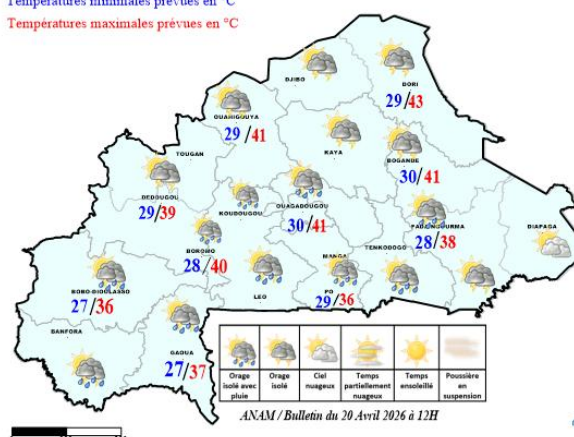 Températures minimales prévues en °C
Températures maximales prévues en °C
DJIBO
DORI
29/43
OUAHIGOUYA
29/41
TOUGAN
KAYA
BOGANDE
30/41
DEDOUGOU
29/39
KOUDOUGOU
OUAGADOUGOU
30/41
FADA NGOURMA
28/38
DIAPAGA
BOROMO
28/40
MANGA
TENKODOGO
BOBO-DIOULASSO
27/36
LEO
PO
29/36
BANFORA
GAOUA
27/37
Orage isolé avec pluie
Orage isolé
Ciel nuageux
Temps partiellement nuageux
Temps ensoleillé
Poussière en suspension
ANAM / Bulletin du 20 Avril 2026 à 12H